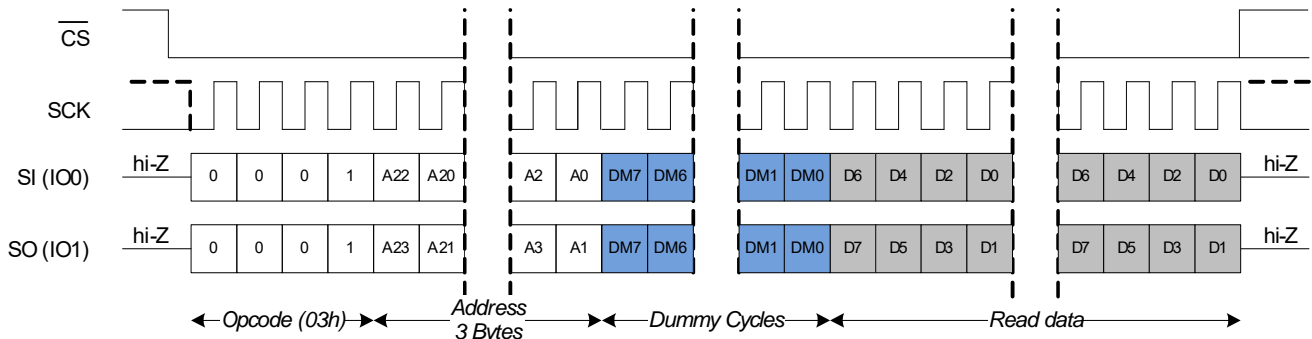 CS
SCK
SI (IO0) hi-Z 0 0 0 1 A22 A20 A2 A0 DM7 DM6 DM1 DM0 D6 D4 D2 D0 D6 D4 D2 D0 hi-Z
SO (IO1) hi-Z 0 0 0 1 A23 A21 A3 A1 DM7 DM6 DM1 DM0 D7 D5 D3 D1 D7 D5 D3 D1 hi-Z
Opcode (03h) Address 3 Bytes Dummy Cycles Read data